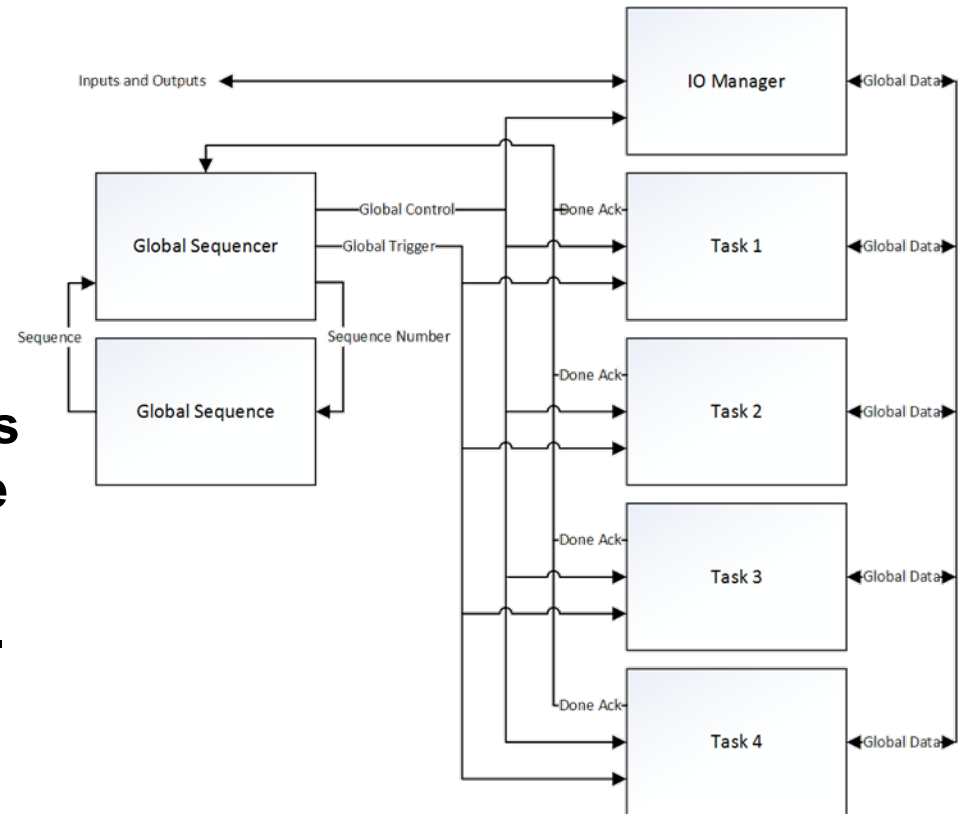 Inputs and Outputs
IO Manager
Global Data
Global Sequencer
Global Control
Done Ack
Task 1
Global Data
Global Trigger
Sequence
Sequence Number
Done Ack
Global Sequence
Task 2
Global Data
s
e
Done Ack
Task 3
Global Data
.
Done Ack
Task 4
Global Data